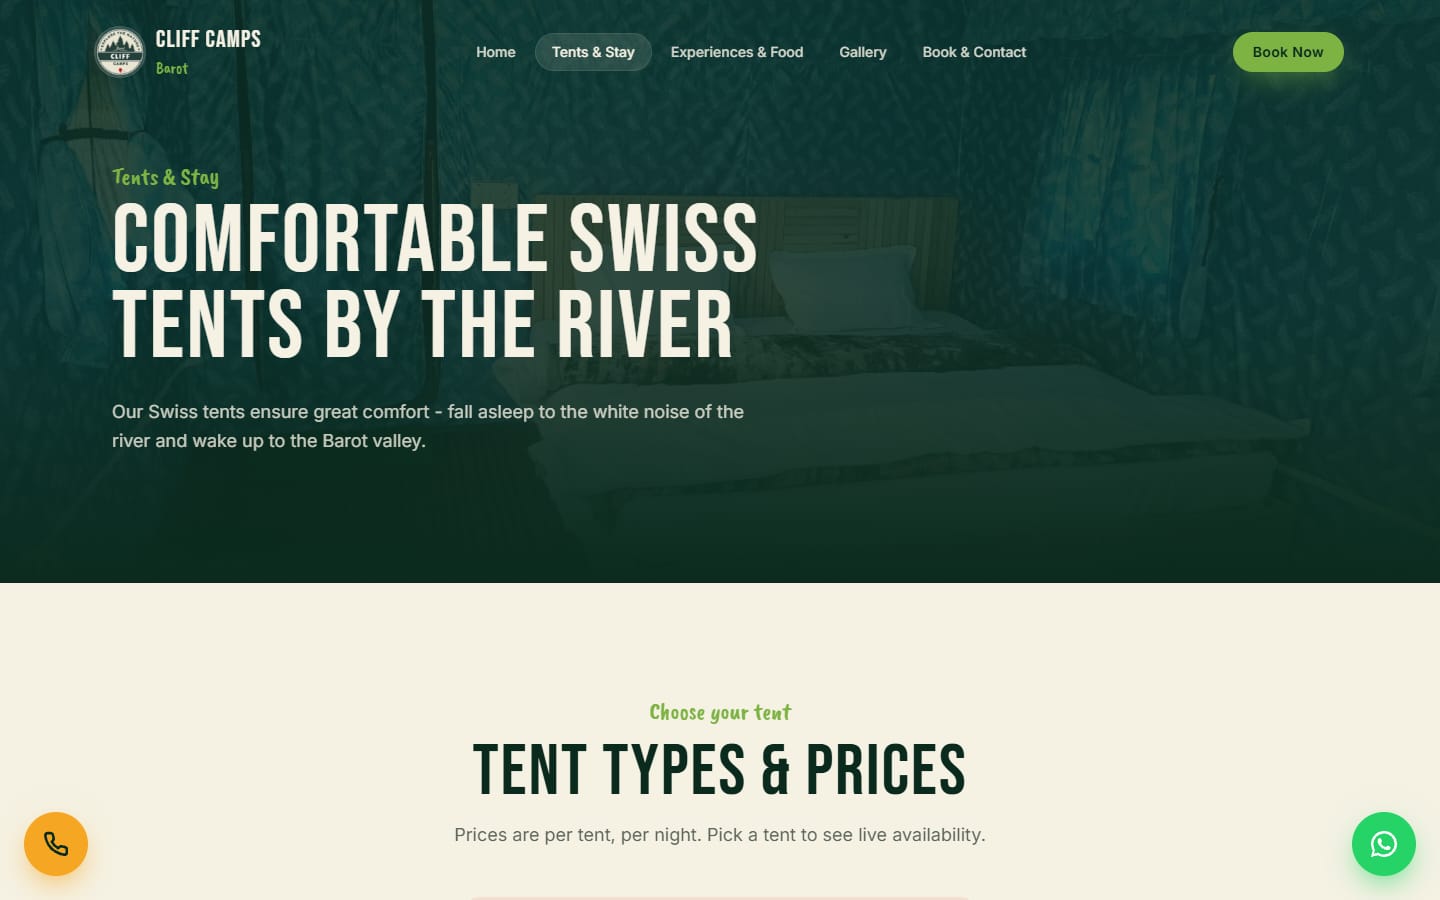 CLIFF
CAMPS
CLIFF CAMPS
Barot
Home
Tents & Stay
Experiences & Food
Gallery
Book & Contact
Book Now
Tents & Stay
COMFORTABLE SWISS
TENTS BY THE RIVER
Our Swiss tents ensure great comfort - fall asleep to the white noise of the
river and wake up to the Barot valley.
Choose your tent
TENT TYPES & PRICES
Prices are per tent, per night. Pick a tent to see live availability.